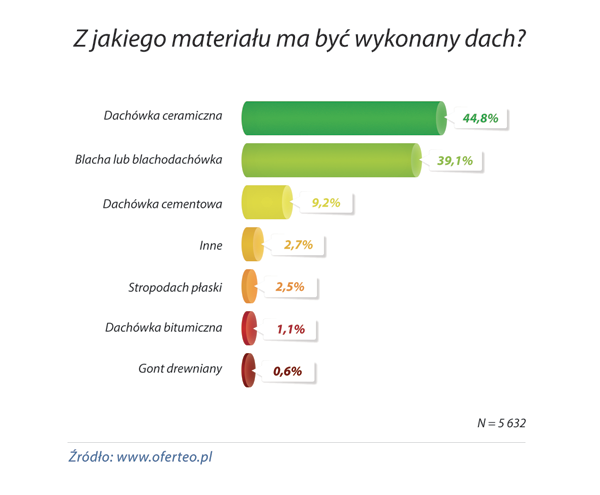 Z jakiego materiału ma być wykonany dach?
Dachówka ceramiczna 44,8%
Blacha lub blachodachówka 39,1%
Dachówka cementowa 9,2%
Inne 2,7%
Stropodach płaski 2,5%
Dachówka bitumiczna 1,1%
Gont drewniany 0,6%
N = 5 632
Źródło: www.oferteo.pl